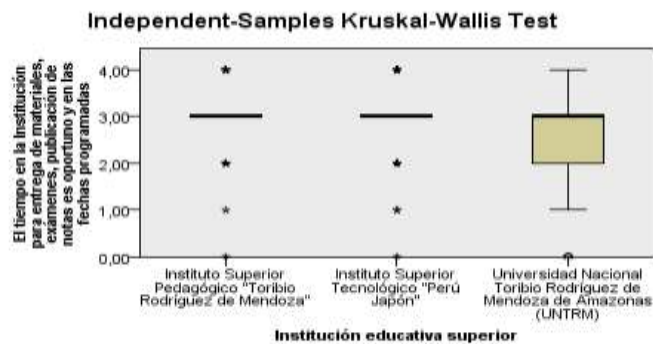 Independent-Samples Kruskal-Wallis Test
El tiempo en la Institución
para entrega de materiales,
exámenes, publicación de
notas es oportuno y en las
fechas programadas
4,00
3,00
2,00
1,00
0,00
Instituto Superior
Pedagógico "Toribio
Rodríguez de Mendoza"
Instituto Superior
Tecnológico "Perú
Japón"
Universidad Nacional
Toribio Rodríguez de
Mendoza de Amazonas
(UNTRM)
Institución educativa superior